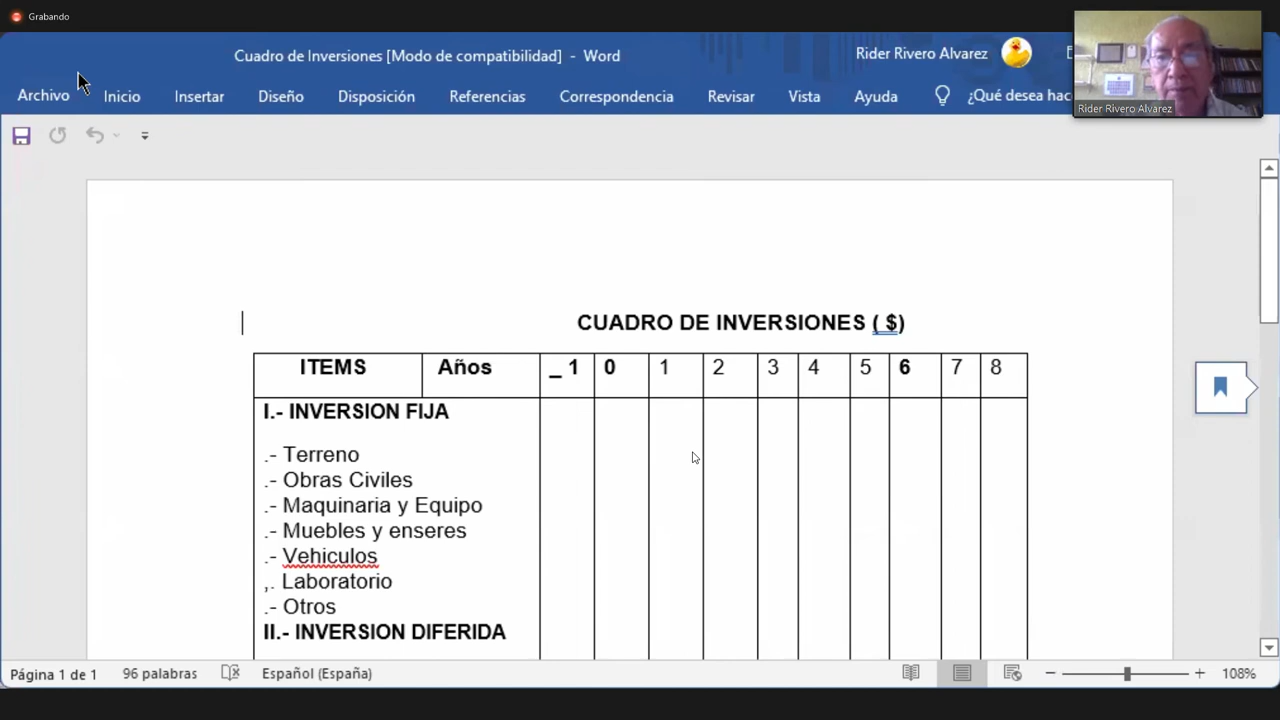 Grabando
Cuadro de Inversiones [Modo de compatibilidad] - Word
Rider Rivero Alvarez
Archivo Inicio Insertar Diseño Disposición Referencias Correspondencia Revisar Vista Ayuda ¿Qué desea hace
Rider Rivero Alvarez
CUADRO DE INVERSIONES ( $)
ITEMS Años _ 1 0 1 2 3 4 5 6 7 8
I.- INVERSION FIJA
.- Terreno
.- Obras Civiles
.- Maquinaria y Equipo
.- Muebles y enseres
.- Vehiculos
,. Laboratorio
.- Otros
II.- INVERSION DIFERIDA
Página 1 de 1 96 palabras Español (España) 108%